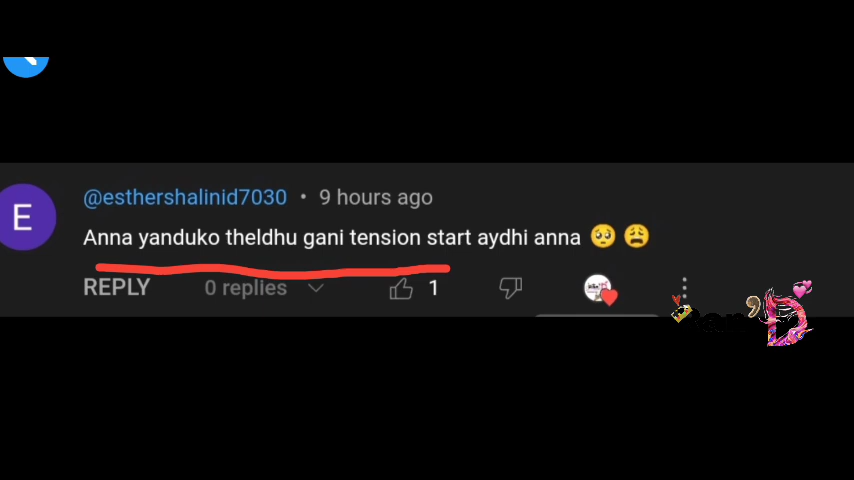 E
@esthershalinid7030 • 9 hours ago
Anna yanduko theldhu gani tension start aydhi anna 🥺 😩
REPLY 0 replies 1